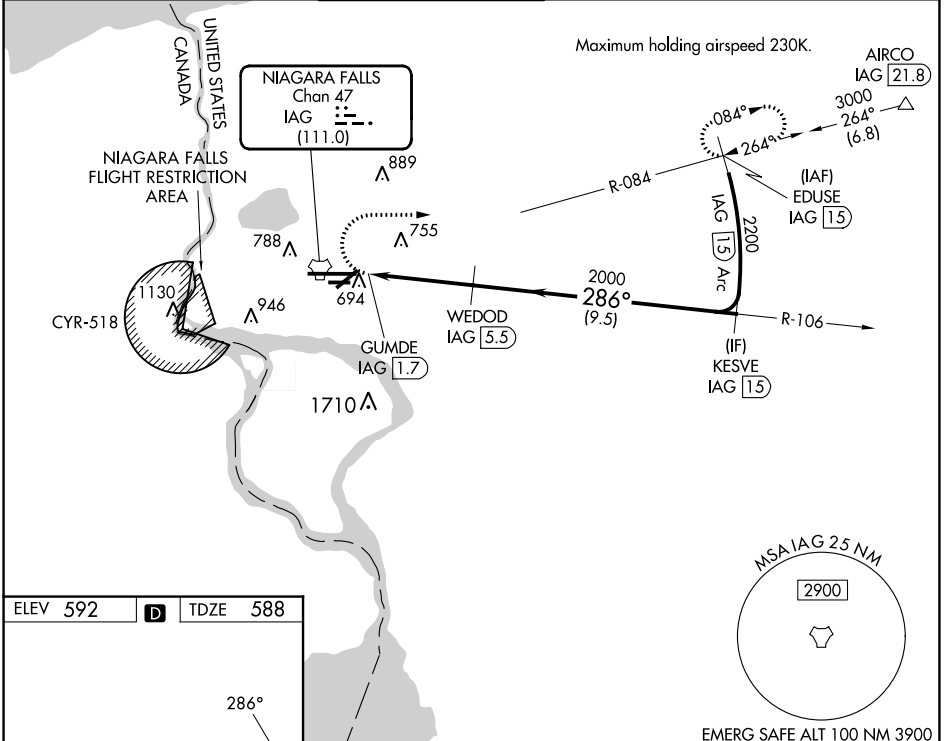 Maximum holding airspeed 230K.
UNITED STATES
CANADA
NIAGARA FALLS
Chan 47
IAG
(111.0)
AIRCO
IAG 21.8
3000
264°
(6.8)
084°
264°
R-084
(IAF)
EDUSE
IAG 15
NIAGARA FALLS
FLIGHT RESTRICTION
AREA
889
755
788
IAG 15 Arc
2200
1130
946
694
2000
286°
(9.5)
CYR-518
WEDOD
IAG 5.5
R-106
GUMDE
IAG 1.7
(IF)
KESVE
IAG 15
1710
MSA IAG 25 NM
2900
ELEV 592
D
TDZE 588
286°
EMERG SAFE ALT 100 NM 3900